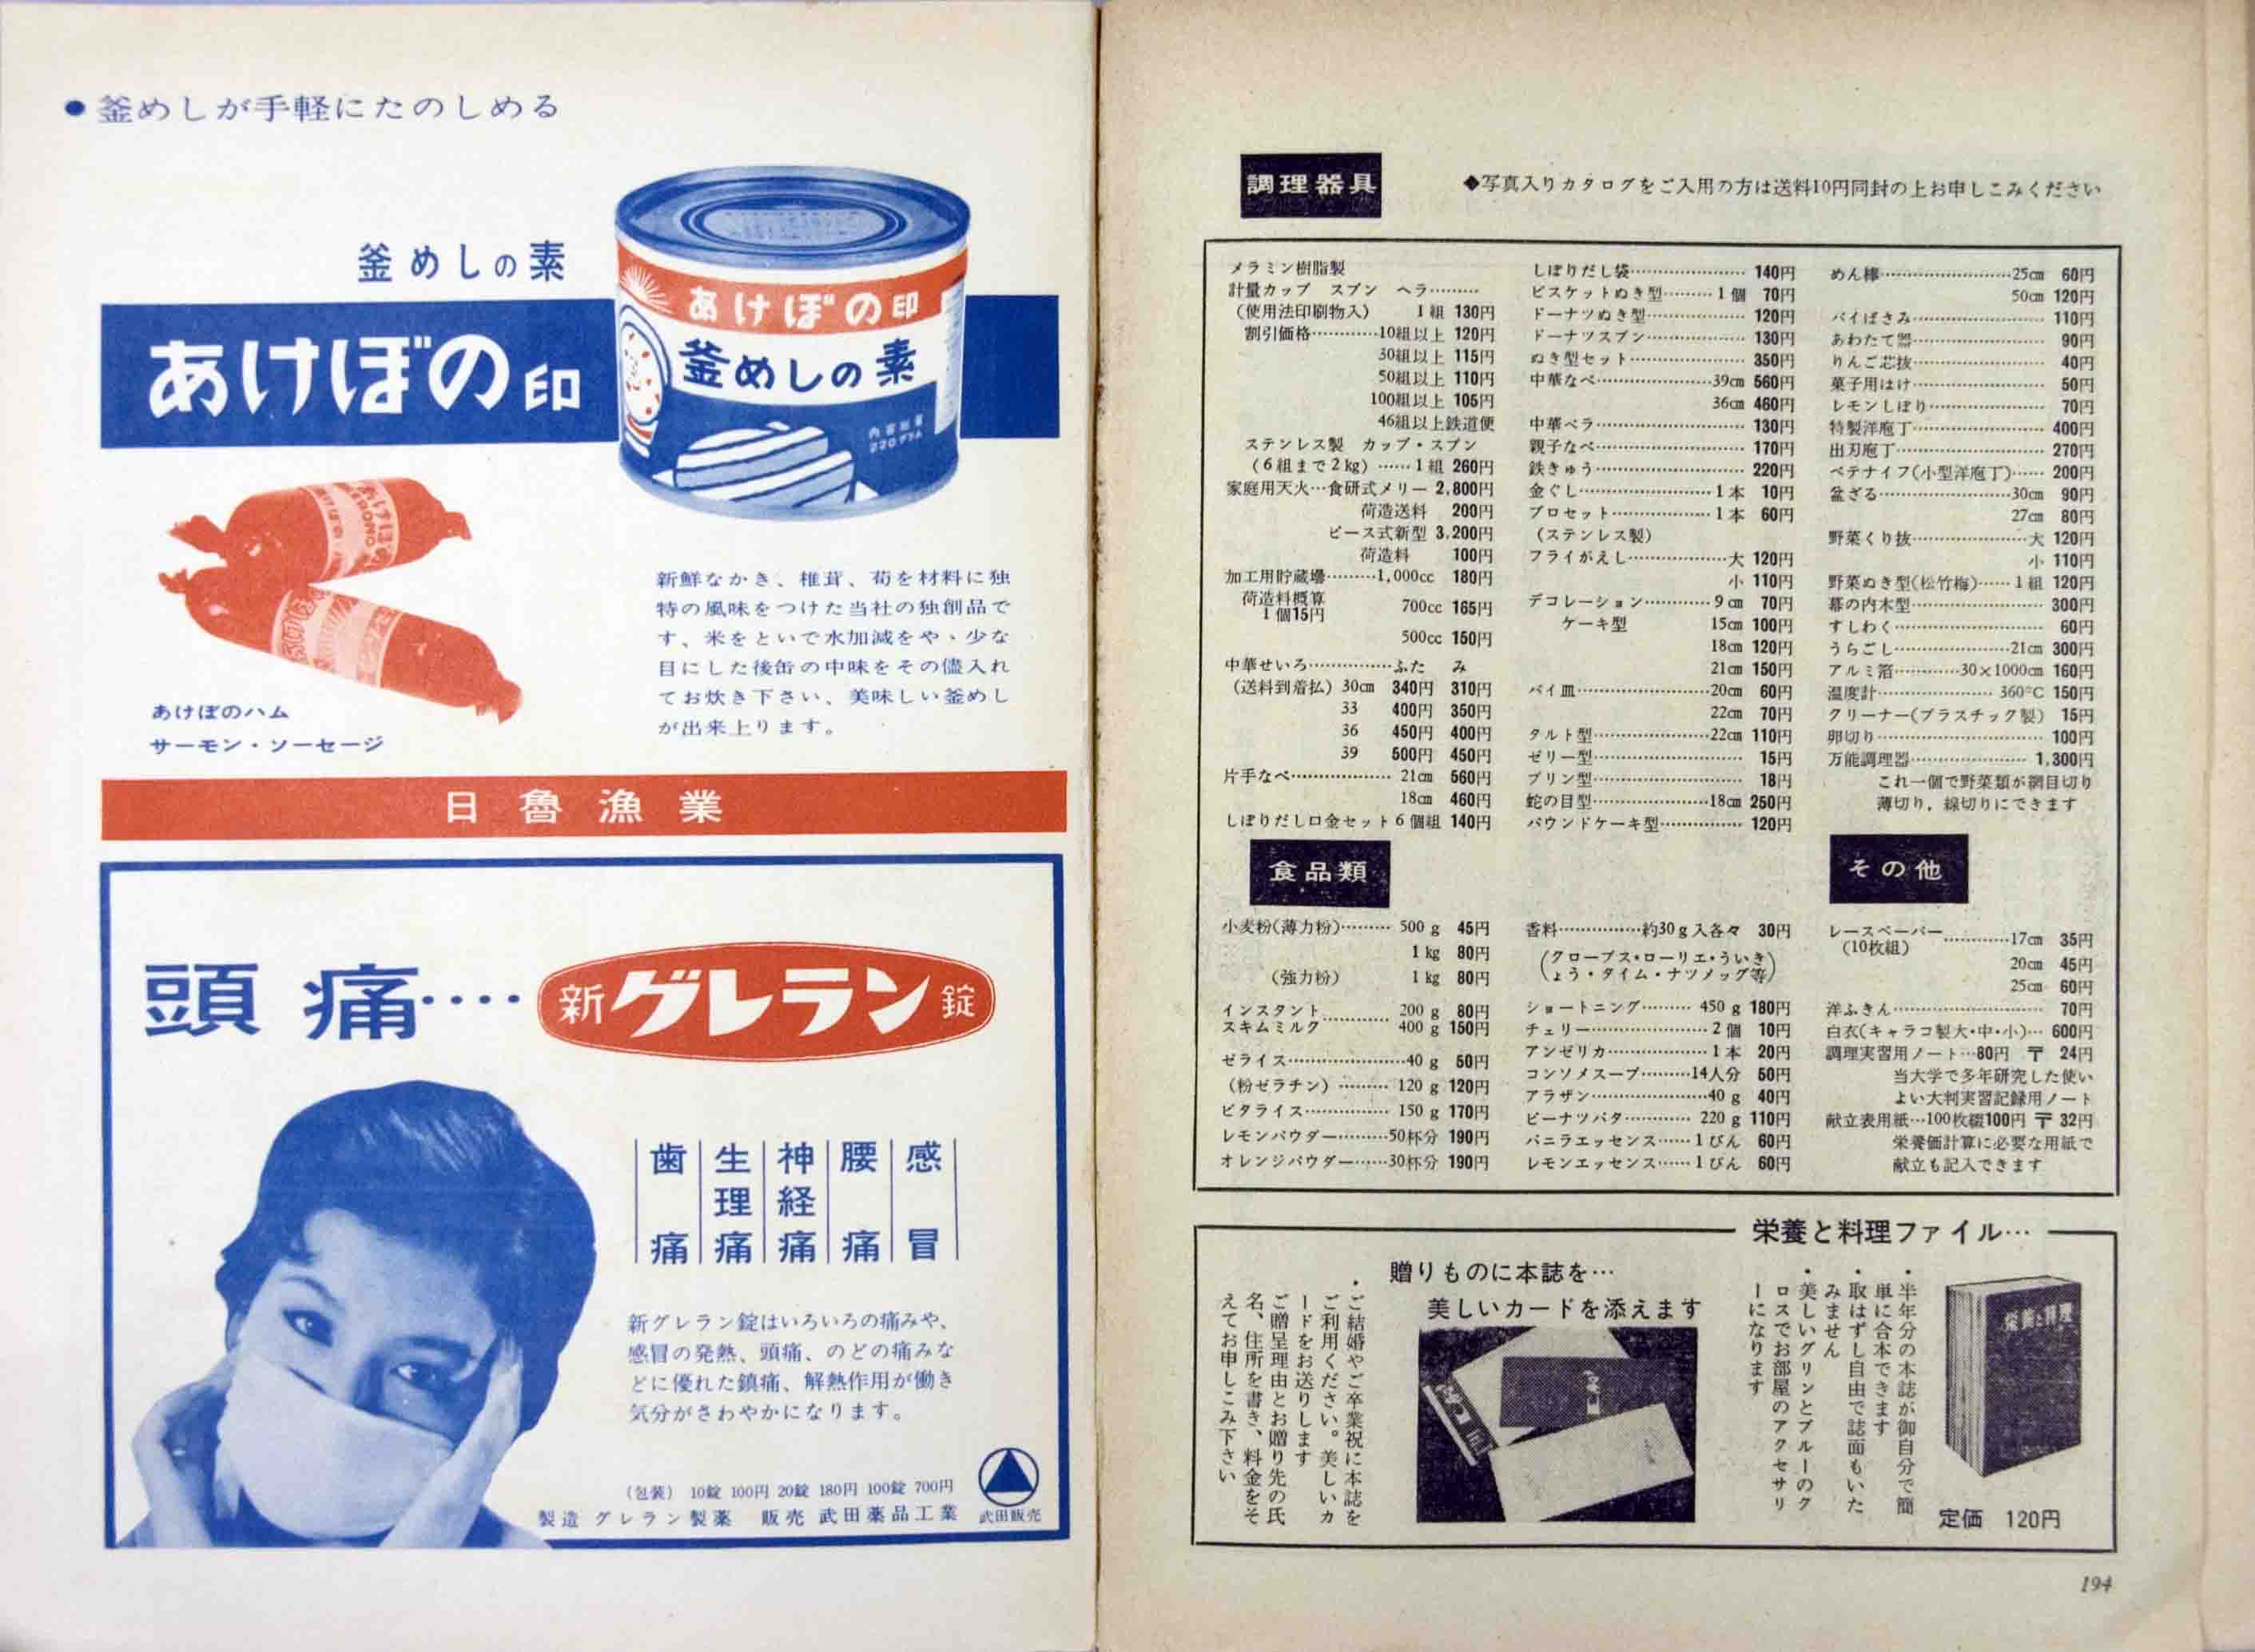 ●釜めしが手軽にたのしめる
釜めしの素
あけぼの印
あけぼの印
釜めしの素
内容総量
220グラム
新鮮なかき、椎茸、筍を材料に独
特の風味をつけた当社の独創品で
す、米をといで水加減をやゝ少な
目にした後缶の中味をその儘入れ
てお炊き下さい、美味しい釜めし
が出来上ります。
あけぼのハム
サーモン・ソーセージ
日魯漁業
頭痛‥‥
新グレラン錠
感冒
腰痛
神経痛
生理痛
歯痛
新グレラン錠はいろいろの痛みや、
感冒の発熱、頭痛、のどの痛みな
どに優れた鎮痛、解熱作用が働き
気分がさわやかになります。
（包装） 10錠 100円 20錠 180円 100錠 700円
製造 グレラン製薬 販売 武田薬品工業
武田販売
調理器具
◆写真入りカタログをご入用の方は送料10円同封の上お申しこみください
メラミン樹脂製
計量カップ スプン ヘラ………
（使用法印刷物入） 1組 130円
割引価格…………10組以上 120円
30組以上 115円
50組以上 110円
100組以上 105円
46組以上鉄道便
ステンレス製 カップ・スプン
（6組まで2kg）……1組 260円
家庭用天火…食研式メリー 2,800円
荷造送料 200円
ピース式新型 3,200円
荷造料 100円
加工用貯蔵壜………1,000cc 180円
荷造料概算
1個15円
700cc 165円
500cc 150円
中華せいろ……………ふた み
（送料到着払）30cm 340円 310円
33 400円 350円
36 450円 400円
39 500円 450円
片手なべ………………21cm 560円
18cm 460円
しぼりだし口金セット6個組 140円
しぼりだし袋………………… 140円
ビスケットぬき型………1個 70円
ドーナツぬき型……………… 120円
ドーナツスプン……………… 130円
ぬき型セット………………… 350円
中華なべ…………………39cm 560円
36cm 460円
中華ベラ……………………… 130円
親子なべ……………………… 170円
鉄きゅう……………………… 220円
金ぐし……………………1本 10円
プロセット………………1本 60円
（ステンレス製）
フライがえし………………大 120円
小 110円
デコレーション…………9cm 70円
ケーキ型 15cm 100円
18cm 120円
21cm 150円
パイ皿……………………20cm 60円
22cm 70円
タルト型…………………22cm 110円
ゼリー型……………………… 15円
プリン型……………………… 18円
蛇の目型…………………18cm 250円
パウンドケーキ型…………… 120円
めん棒……………………25cm 60円
50cm 120円
パイばさみ…………………… 110円
あわたて器…………………… 90円
りんご芯抜…………………… 40円
菓子用はけ…………………… 50円
レモンしぼり………………… 70円
特製洋庖丁…………………… 400円
出刃庖丁……………………… 270円
ペテナイフ(小型洋庖丁)…… 200円
盆ざる……………………30cm 90円
27cm 80円
野菜くり抜…………………大 120円
小 110円
野菜ぬき型(松竹梅)……1組 120円
幕の内木型…………………… 300円
すしわく……………………… 60円
うらごし…………………21cm 300円
アルミ箔…………30×1000cm 160円
温度計…………………360°C 150円
クリーナー(プラスチック製) 15円
卵切り………………………… 100円
万能調理器………………… 1,300円
これ一個で野菜類が網目切り
薄切り，線切りにできます
食品類
小麦粉(薄力粉)………500g 45円
1kg 80円
（強力粉） 1kg 80円
インスタント
スキムミルク
…………200g 80円
400g 150円
ゼライス…………………40g 50円
（粉ゼラチン）………120g 120円
ビタライス……………150g 170円
レモンパウダー………50杯分 190円
オレンジパウダー……30杯分 190円
香料……………約30g入各々 30円
(クローブス・ローリエ・ういき
ょう・タイム・ナツメッグ等)
ショートニング………450g 180円
チェリー…………………2個 10円
アンゼリカ………………1本 20円
コンソメスープ………14人分 50円
アラザン…………………40g 40円
ピーナツバタ…………220g 110円
バニラエッセンス……1びん 60円
レモンエッセンス……1びん 60円
その他
レースペーパー…………17cm 35円
（10枚組）
20cm 45円
25cm 60円
洋ふきん……………………… 70円
白衣(キャラコ製大・中・小)… 600円
調理実習用ノート…80円 〒 24円
当大学で多年研究した使い
よい大判実習記録用ノート
献立表用紙…100枚綴100円 〒 32円
栄養価計算に必要な用紙で
献立も記入できます
栄養と料理ファイル…
・半年分の本誌が御自分で簡
単に合本できます
・取はずし自由で誌面もいた
みません
・美しいグリンとブルーのク
ロスでお部屋のアクセサリ
ーになります
栄養と料理
定価 120円
贈りものに本誌を…
美しいカードを添えます
・ご結婚やご卒業祝に本誌を
ご利用ください。美しいカ
ードをお送りします
ご贈呈理由とお贈り先の氏
名、住所を書き、料金をそ
えてお申しこみ下さい
194